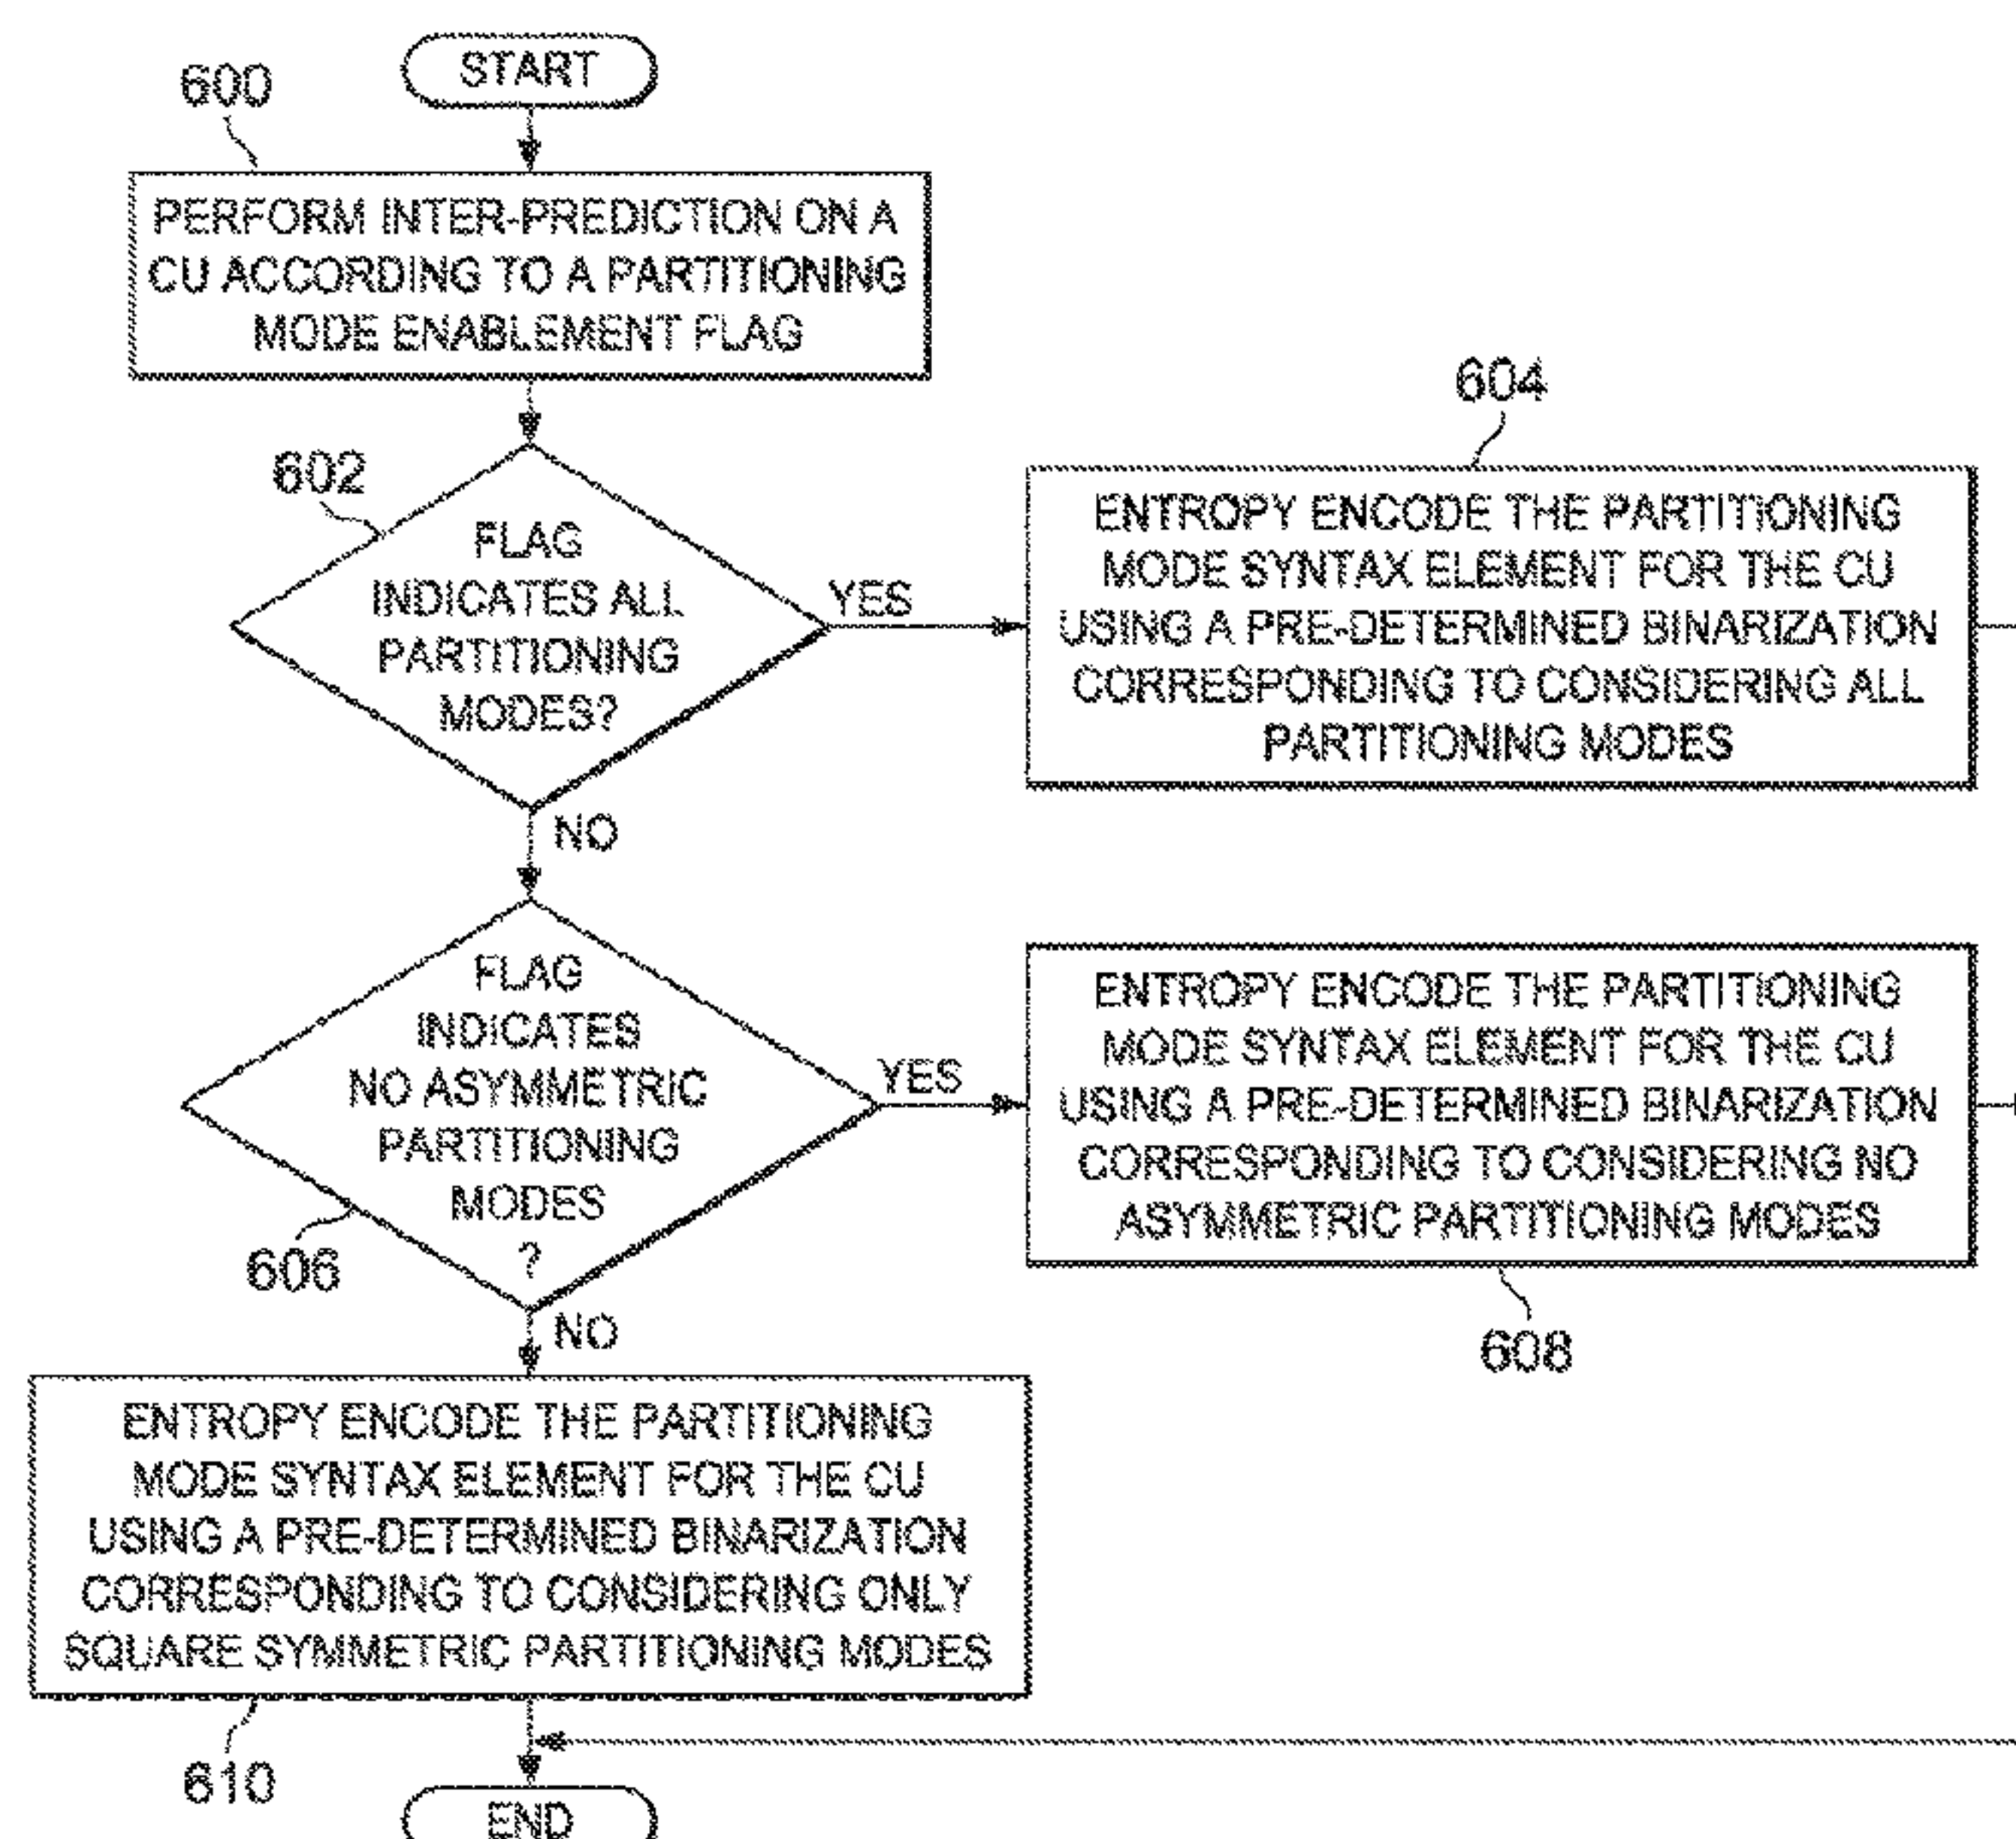 START
600
PERFORM INTER-PREDICTION ON A
CU ACCORDING TO A PARTITIONING
MODE ENABLEMENT FLAG
602
FLAG
INDICATES ALL
PARTITIONING
MODES?
YES
604
ENTROPY ENCODE THE PARTITIONING
MODE SYNTAX ELEMENT FOR THE CU
USING A PRE-DETERMINED BINARIZATION
CORRESPONDING TO CONSIDERING ALL
PARTITIONING MODES
NO
FLAG
INDICATES
NO ASYMMETRIC
PARTITIONING
MODES
?
606
YES
ENTROPY ENCODE THE PARTITIONING
MODE SYNTAX ELEMENT FOR THE CU
USING A PRE-DETERMINED BINARIZATION
CORRESPONDING TO CONSIDERING NO
ASYMMETRIC PARTITIONING MODES
608
NO
ENTROPY ENCODE THE PARTITIONING
MODE SYNTAX ELEMENT FOR THE CU
USING A PRE-DETERMINED BINARIZATION
CORRESPONDING TO CONSIDERING ONLY
SQUARE SYMMETRIC PARTITIONING MODES
610
END